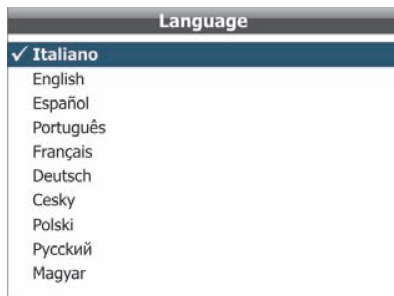 Language
✓ Italiano
English
Español
Português
Français
Deutsch
Cesky
Polski
Русский
Magyar